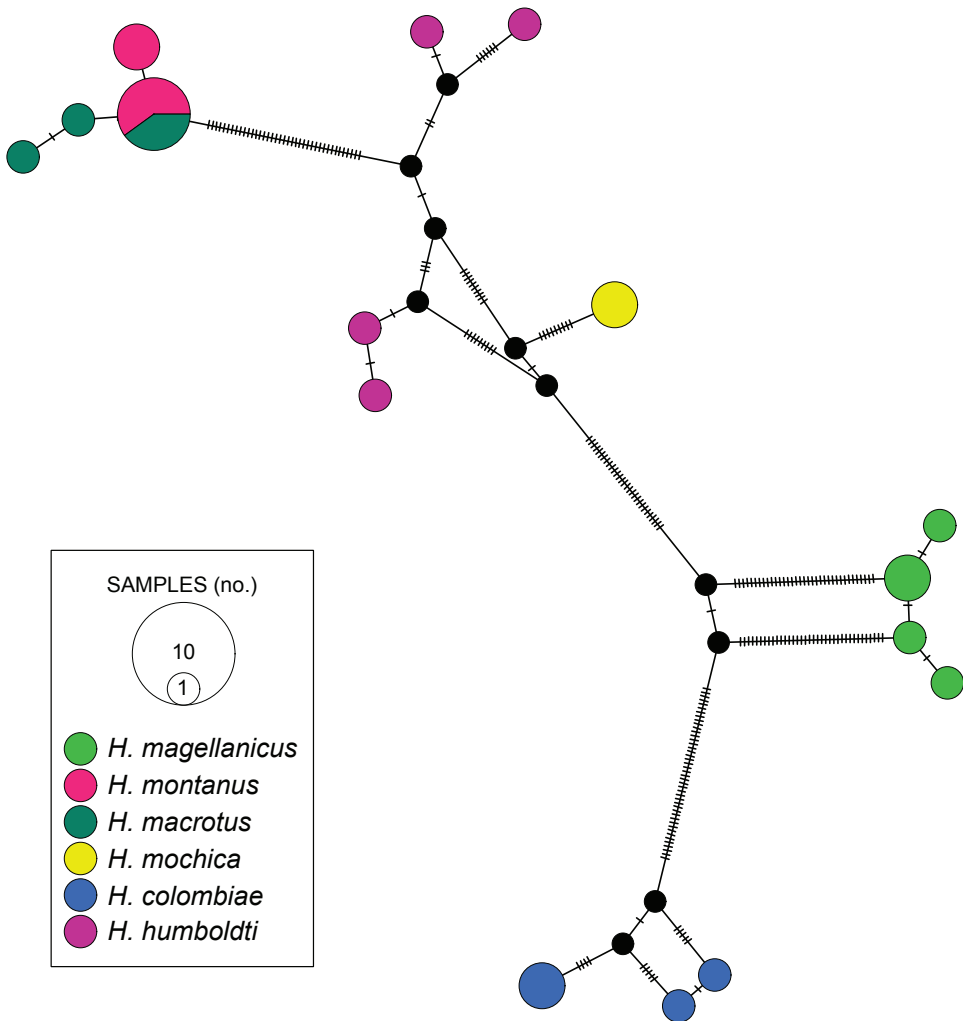 SAMPLES (no.)
10
1
H. magellanicus
H. montanus
H. macrotus
H. mochica
H. colombiae
H. humboldti